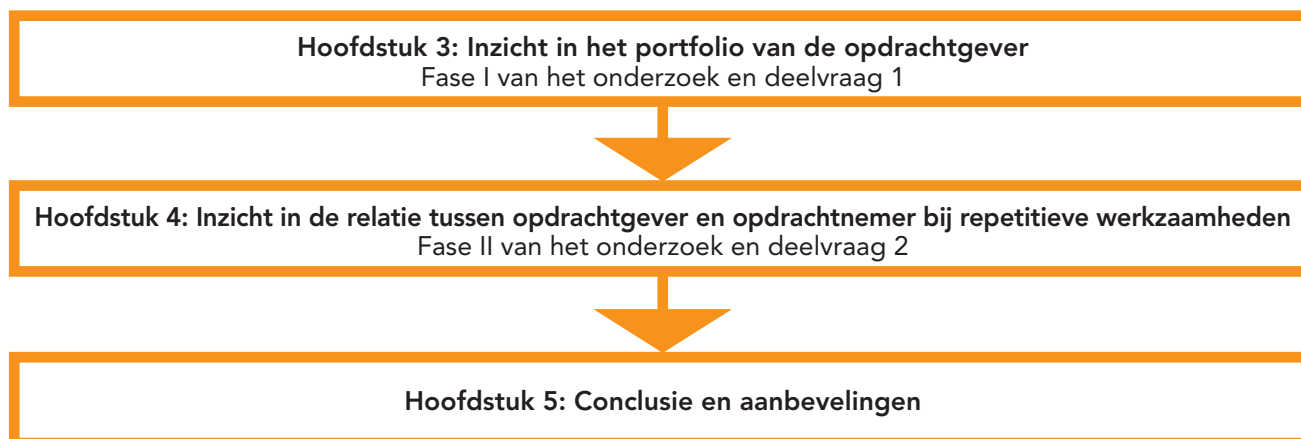 Hoofdstuk 3: Inzicht in het portfolio van de opdrachtgever
Fase I van het onderzoek en deelvraag 1
Hoofdstuk 4: Inzicht in de relatie tussen opdrachtgever en opdrachtnemer bij repetitieve werkzaamheden
Fase II van het onderzoek en deelvraag 2
Hoofdstuk 5: Conclusie en aanbevelingen